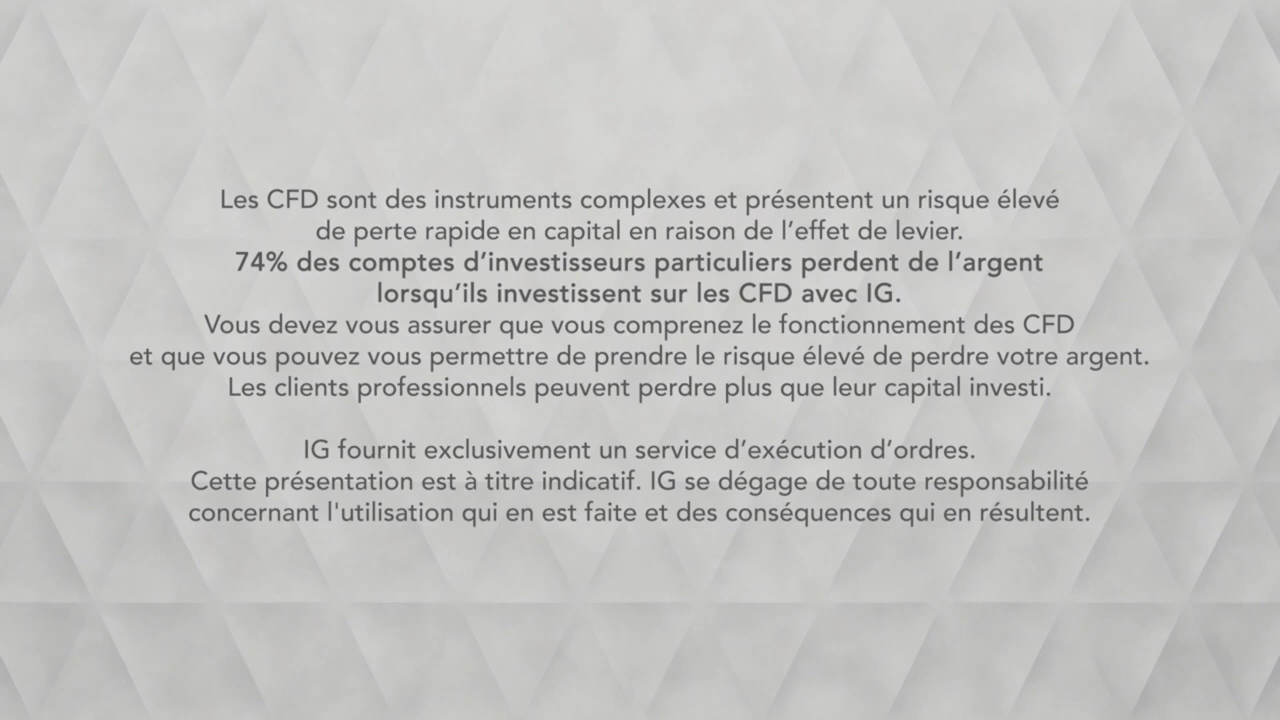 Les CFD sont des instruments complexes et présentent un risque élevé
de perte rapide en capital en raison de l’effet de levier.
74% des comptes d’investisseurs particuliers perdent de l’argent
lorsqu’ils investissent sur les CFD avec IG.
Vous devez vous assurer que vous comprenez le fonctionnement des CFD
et que vous pouvez vous permettre de prendre le risque élevé de perdre votre argent.
Les clients professionnels peuvent perdre plus que leur capital investi.
IG fournit exclusivement un service d’exécution d’ordres.
Cette présentation est à titre indicatif. IG se dégage de toute responsabilité
concernant l'utilisation qui en est faite et des conséquences qui en résultent.